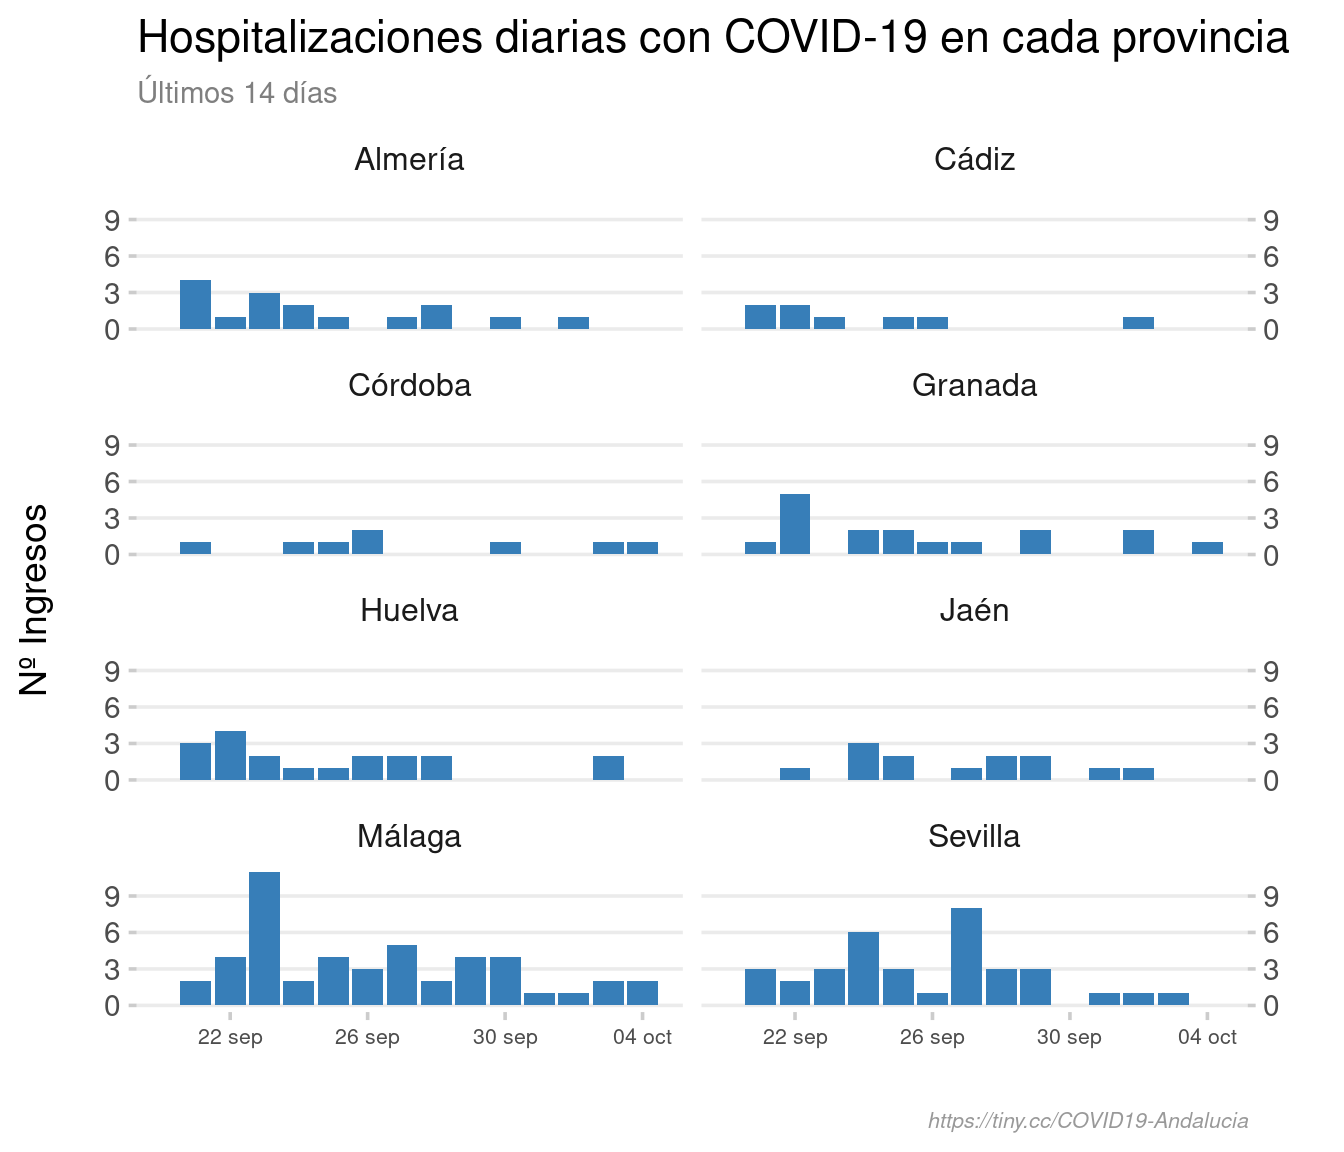 Hospitalizaciones diarias con COVID-19 en cada provincia
Últimos 14 días
Almería
Cádiz
9
6
3
0
9
6
3
0
Córdoba
Granada
9
6
3
0
9
6
3
0
Nº Ingresos
Huelva
Jaén
9
6
3
0
9
6
3
0
Málaga
Sevilla
9
6
3
0
9
6
3
0
22 sep 26 sep 30 sep 04 oct
22 sep 26 sep 30 sep 04 oct
https://tiny.cc/COVID19-Andalucia